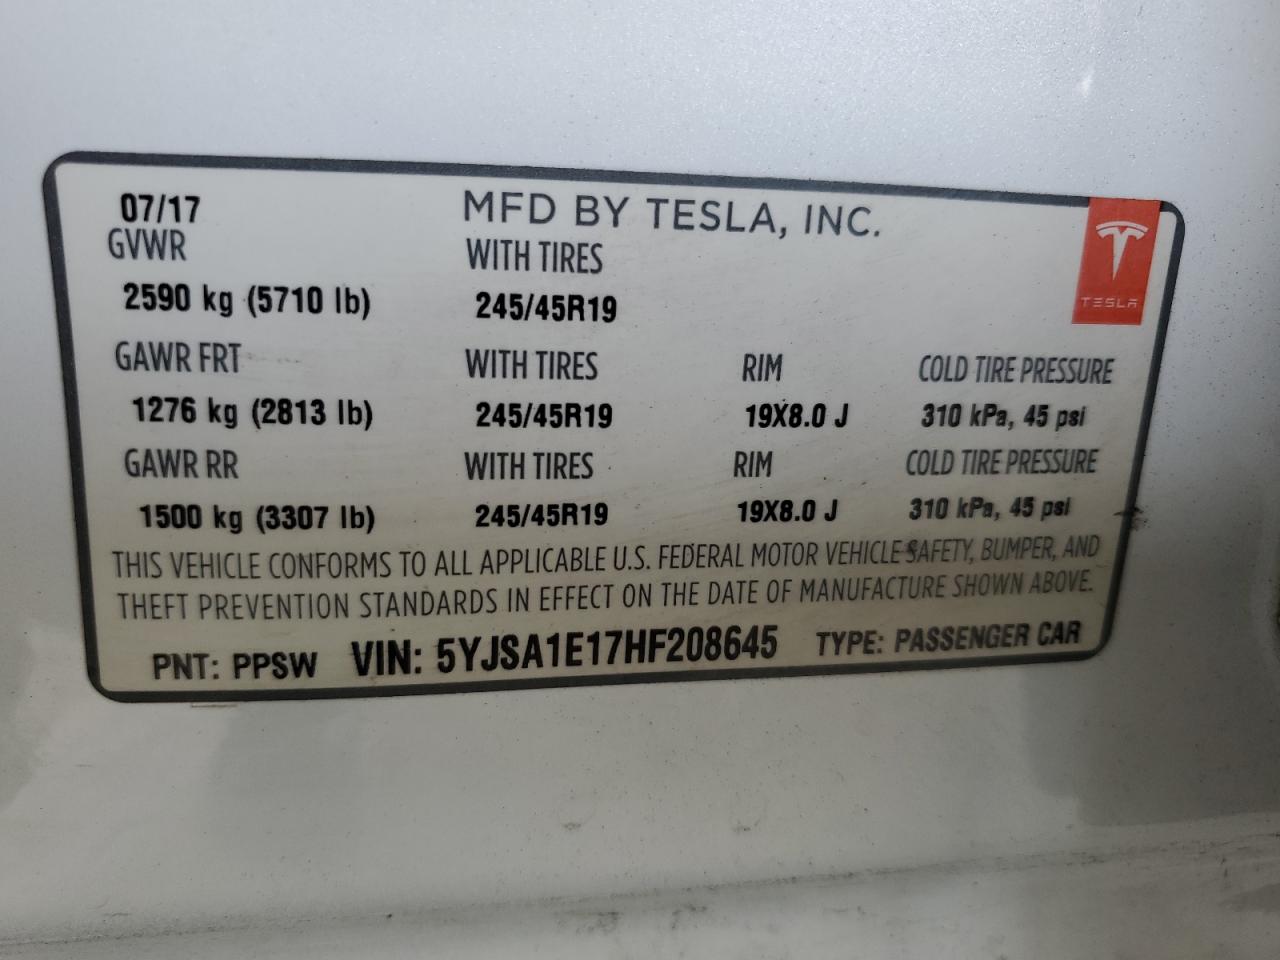 07/17 MFD BY TESLA, INC.
GVWR WITH TIRES
2590 kg (5710 lb) 245/45R19
TESLA
GAWR FRT WITH TIRES RIM COLD TIRE PRESSURE
1276 kg (2813 lb) 245/45R19 19X8.0 J 310 kPa, 45 psi
GAWR RR WITH TIRES RIM COLD TIRE PRESSURE
1500 kg (3307 lb) 245/45R19 19X8.0 J 310 kPa, 45 psi
THIS VEHICLE CONFORMS TO ALL APPLICABLE U.S. FEDERAL MOTOR VEHICLE SAFETY, BUMPER, AND
THEFT PREVENTION STANDARDS IN EFFECT ON THE DATE OF MANUFACTURE SHOWN ABOVE.
PNT: PPSW VIN: 5YJSA1E17HF208645 TYPE: PASSENGER CAR